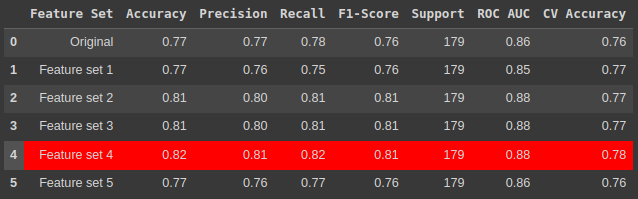 Feature Set Accuracy Precision Recall F1-Score Support ROC AUC CV Accuracy
0 Original 0.77 0.77 0.78 0.76 179 0.86 0.76
1 Feature set 1 0.77 0.76 0.75 0.76 179 0.85 0.77
2 Feature set 2 0.81 0.80 0.81 0.81 179 0.88 0.77
3 Feature set 3 0.81 0.80 0.81 0.81 179 0.88 0.77
4 Feature set 4 0.82 0.81 0.82 0.81 179 0.88 0.78
5 Feature set 5 0.77 0.76 0.77 0.76 179 0.86 0.76